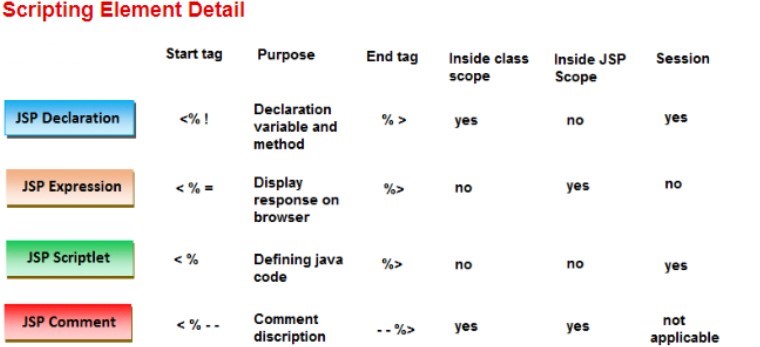 Scripting Element Detail
Start tag Purpose End tag Inside class scope Inside JSP Scope Session
JSP Declaration <% ! Declaration variable and method % > yes no yes
JSP Expression < % = Display response on browser %> no yes no
JSP Scriptlet < % Defining java code %> no no yes
JSP Comment < % - - Comment discription - - %> yes yes not applicable